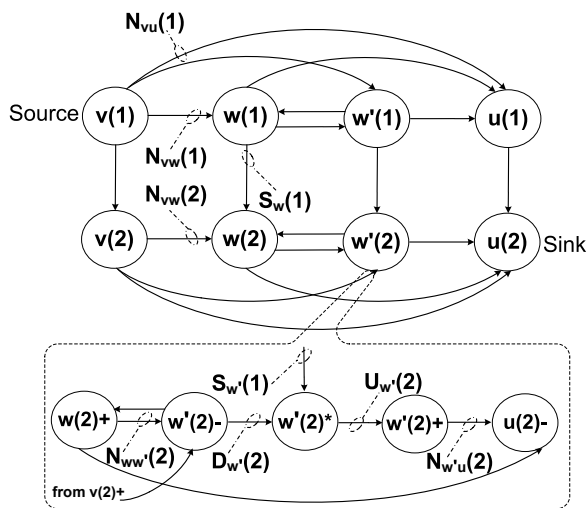 N_vu(1)
Source
v(1)
w(1)
w'(1)
u(1)
N_vw(1)
N_vw(2)
S_w(1)
v(2)
w(2)
w'(2)
u(2)
Sink
S_w'(1)
U_w'(2)
w(2)+
w'(2)-
w'(2)*
w'(2)+
u(2)-
N_ww'(2)
D_w'(2)
N_w'u(2)
from v(2)+